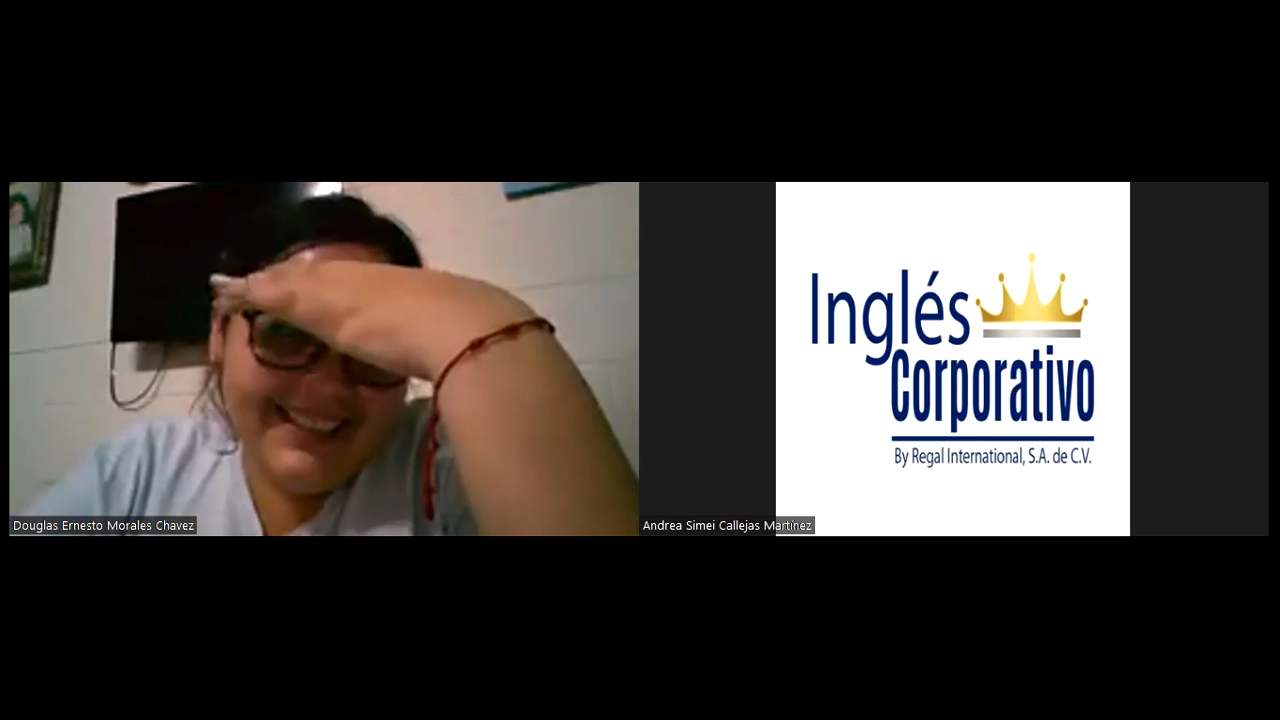 Inglés
Corporativo
By Regal International, S.A. de C.V.
Douglas Ernesto Morales Chavez
Andrea Simei Callejas Martínez